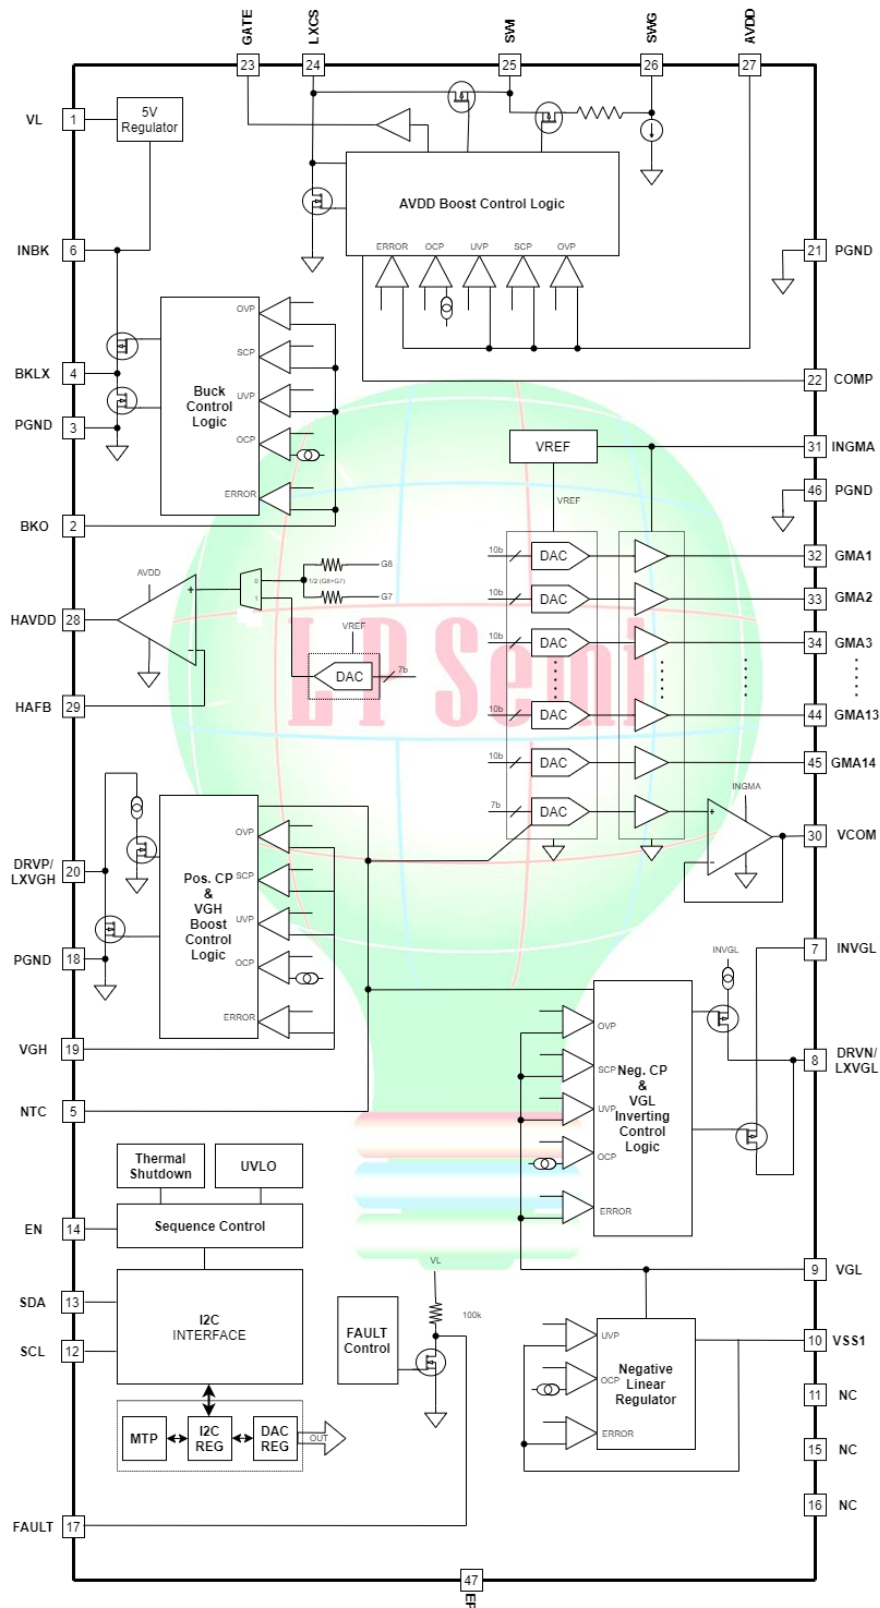 GATE
LXCS
SWI
SWG
AVDD
23
24
25
26
27
VL
1
5V
Regulator
AVDD Boost Control Logic
ERROR
OCP
UVP
SCP
OVP
INBK
6
21
PGND
BKLX
4
PGND
3
BKO
2
Buck
Control
Logic
OVP
SCP
UVP
OCP
ERROR
22
COMP
VREF
31
INGMA
VREF
46
PGND
10b
DAC
32
GMA1
10b
DAC
33
GMA2
10b
DAC
34
GMA3
10b
DAC
44
GMA13
10b
DAC
45
GMA14
7b
DAC
INGMA
+
-
30
VCOM
AVDD
+
-
0
1
1/2 (G8+G7)
G8
G7
VREF
DAC
7b
HAVDD
28
HAFB
29
LP Semi
DRVP/
LXVGH
20
PGND
18
VGH
19
NTC
5
Pos. CP
&
VGH
Boost
Control
Logic
OVP
SCP
UVP
OCP
ERROR
7
INVGL
INVGL
8
DRVN/
LXVGL
Neg. CP
&
VGL
Inverting
Control
Logic
OVP
SCP
UVP
OCP
ERROR
Thermal
Shutdown
UVLO
EN
14
Sequence Control
SDA
13
SCL
12
I2C
INTERFACE
MTP
I2C
REG
DAC
REG
OUT
VL
100k
FAULT
Control
9
VGL
10
VSS1
UVP
OCP
ERROR
Negative
Linear
Regulator
11
NC
15
NC
16
NC
FAULT
17
47
EP